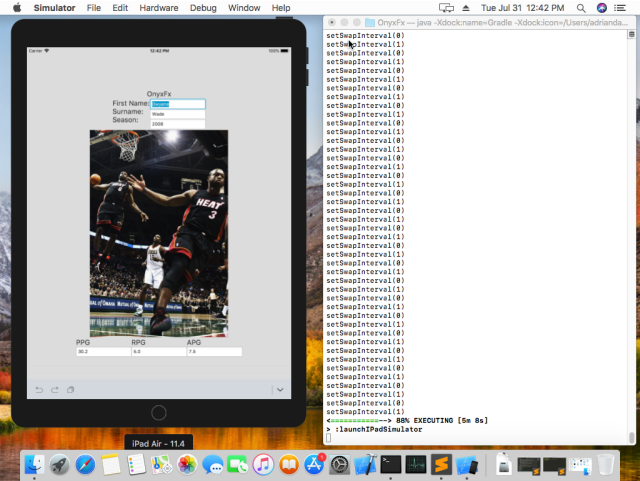 Simulator File Edit Hardware Debug Window Help
Tue Jul 31 12:42 PM
Carrier
12:42 PM
100%
OnyxFx
First Name:
Surname: Wade
Season: 2008
HEAT
3
PPG RPG APG
30.2 5.0 7.5
iPad Air - 11.4
OnyxFx — java -Xdock:name=Gradle -Xdock:icon=/Users/adrianda...
setSwapInterval(0)
setSwapInterval(1)
setSwapInterval(0)
setSwapInterval(1)
setSwapInterval(0)
setSwapInterval(1)
setSwapInterval(0)
setSwapInterval(1)
setSwapInterval(0)
setSwapInterval(1)
setSwapInterval(0)
setSwapInterval(1)
setSwapInterval(0)
setSwapInterval(1)
setSwapInterval(0)
setSwapInterval(1)
setSwapInterval(0)
setSwapInterval(1)
setSwapInterval(0)
setSwapInterval(1)
setSwapInterval(0)
setSwapInterval(1)
setSwapInterval(0)
setSwapInterval(1)
setSwapInterval(0)
setSwapInterval(1)
setSwapInterval(0)
setSwapInterval(1)
setSwapInterval(0)
setSwapInterval(1)
setSwapInterval(0)
setSwapInterval(1)
setSwapInterval(0)
setSwapInterval(1)
setSwapInterval(0)
setSwapInterval(1)
setSwapInterval(0)
setSwapInterval(1)
setSwapInterval(0)
setSwapInterval(1)
setSwapInterval(0)
setSwapInterval(1)
setSwapInterval(0)
setSwapInterval(1)
<===========--> 88% EXECUTING [5m 8s]
> :launchIPadSimulator